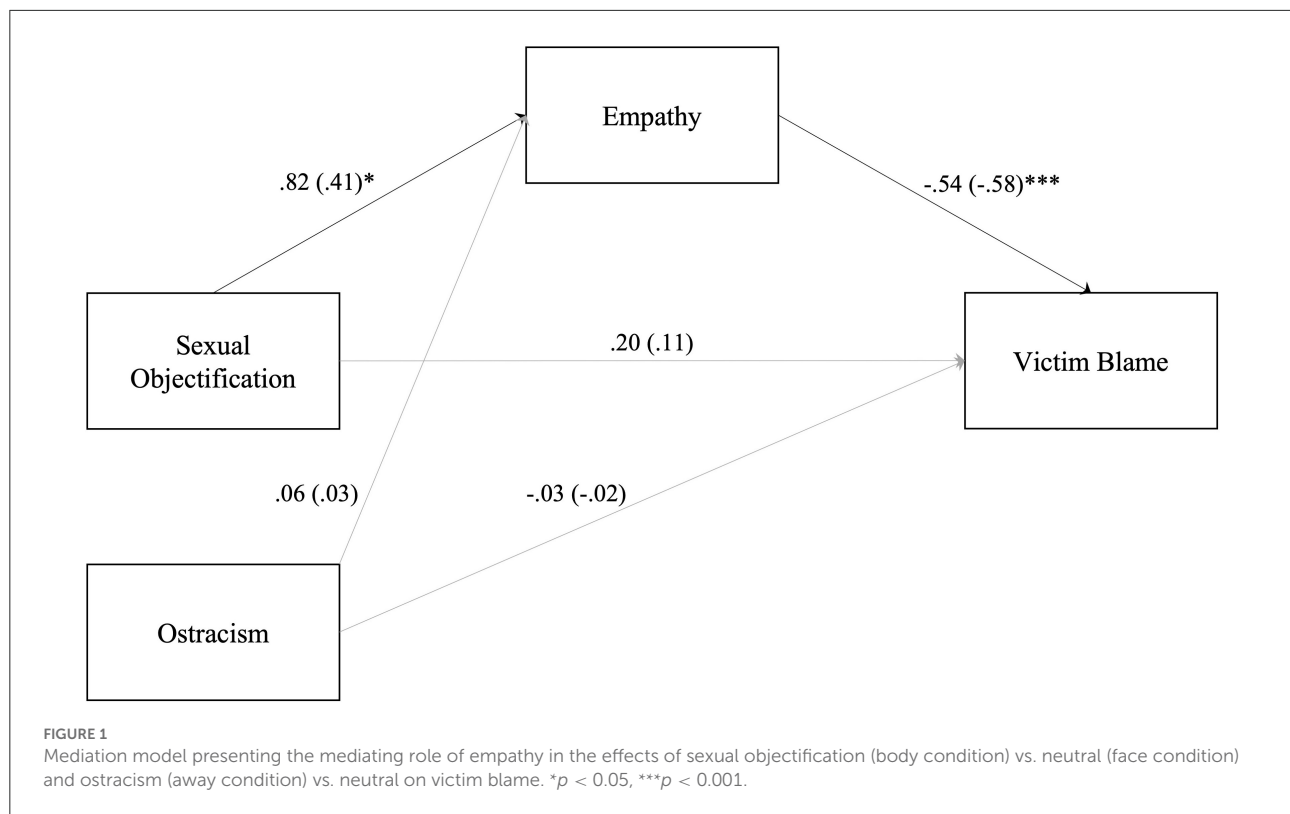 Empathy
.82 (.41)*
-.54 (-.58)***
Sexual
Objectification
.20 (.11)
Victim Blame
.06 (.03)
-.03 (-.02)
Ostracism
FIGURE 1
Mediation model presenting the mediating role of empathy in the effects of sexual objectification (body condition) vs. neutral (face condition)
and ostracism (away condition) vs. neutral on victim blame. *p < 0.05, ***p < 0.001.